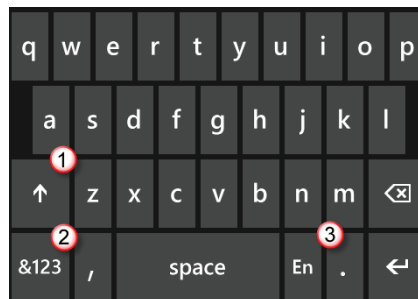 q w e r t y u i o p
a s d f g h j k l
1
z x c v b n m
2 3
&123 , space En .